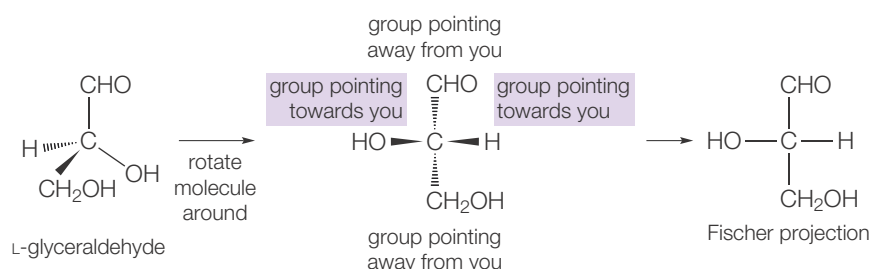 group pointing
away from you
CHO
H
C
OH
CH₂OH
L-glyceraldehyde
rotate
molecule
around
group pointing
towards you
CHO
group pointing
towards you
HO
C
H
CH₂OH
group pointing
away from you
CHO
HO
C
H
CH₂OH
Fischer projection